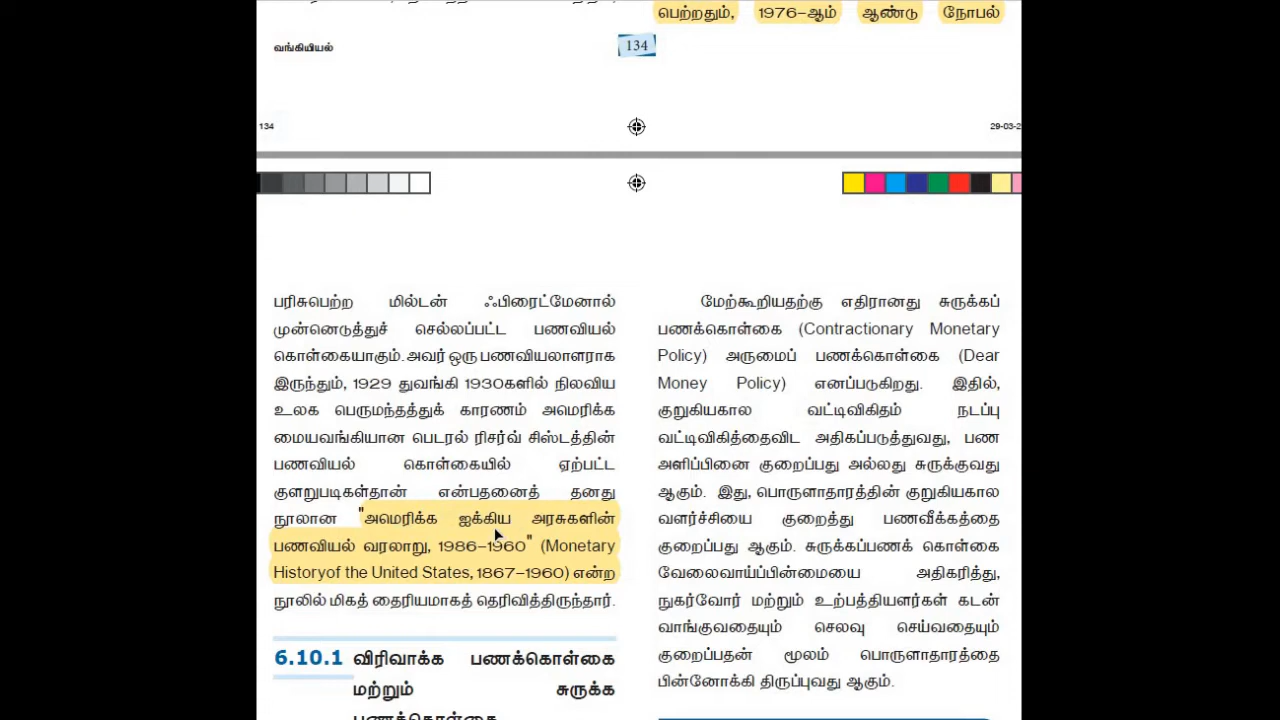 பெற்றதும், 1976–ஆம் ஆண்டு நோபல்
வங்கியியல்
134
134
29-03-2
பரிசுபெற்ற மில்டன் ஃபிரைட்மேனால்
முன்னெடுத்துச் செல்லப்பட்ட பணவியல்
கொள்கையாகும். அவர் ஒரு பணவியலாளராக
இருந்தும், 1929 துவங்கி 1930களில் நிலவிய
உலக பெருமந்தத்துக் காரணம் அமெரிக்க
மையவங்கியான பெடரல் ரிசர்வ் சிஸ்டத்தின்
பணவியல் கொள்கையில் ஏற்பட்ட
குளறுபடிகள்தான் என்பதனைத் தனது
நூலான "அமெரிக்க ஐக்கிய அரசுகளின்
பணவியல் வரலாறு, 1986–1960" (Monetary
Historyof the United States, 1867–1960) என்ற
நூலில் மிகத் தைரியமாகத் தெரிவித்திருந்தார்.
6.10.1 விரிவாக்க பணக்கொள்கை
மற்றும் சுருக்க
பணக்கொள்கை
மேற்கூறியதற்கு எதிரானது சுருக்கப்
பணக்கொள்கை (Contractionary Monetary
Policy) அருமைப் பணக்கொள்கை (Dear
Money Policy) எனப்படுகிறது. இதில்,
குறுகியகால வட்டிவிகிதம் நடப்பு
வட்டிவிகித்தைவிட அதிகப்படுத்துவது, பண
அளிப்பினை குறைப்பது அல்லது சுருக்குவது
ஆகும். இது, பொருளாதாரத்தின் குறுகியகால
வளர்ச்சியை குறைத்து பணவீக்கத்தை
குறைப்பது ஆகும். சுருக்கப்பணக் கொள்கை
வேலைவாய்ப்பின்மையை அதிகரித்து,
நுகர்வோர் மற்றும் உற்பத்தியளர்கள் கடன்
வாங்குவதையும் செலவு செய்வதையும்
குறைப்பதன் மூலம் பொருளாதாரத்தை
பின்னோக்கி திருப்புவது ஆகும்.